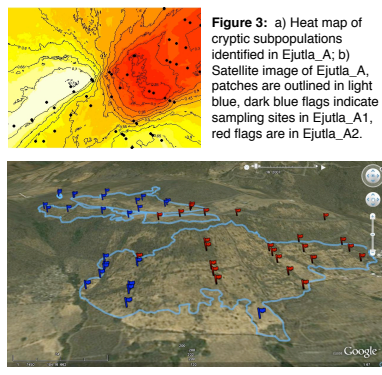 Figure 3: a) Heat map of
cryptic subpopulations
identified in Ejutla_A; b)
Satellite image of Ejutla_A,
patches are outlined in light
blue, dark blue flags indicate
sampling sites in Ejutla_A1,
red flags are in Ejutla_A2.
Google